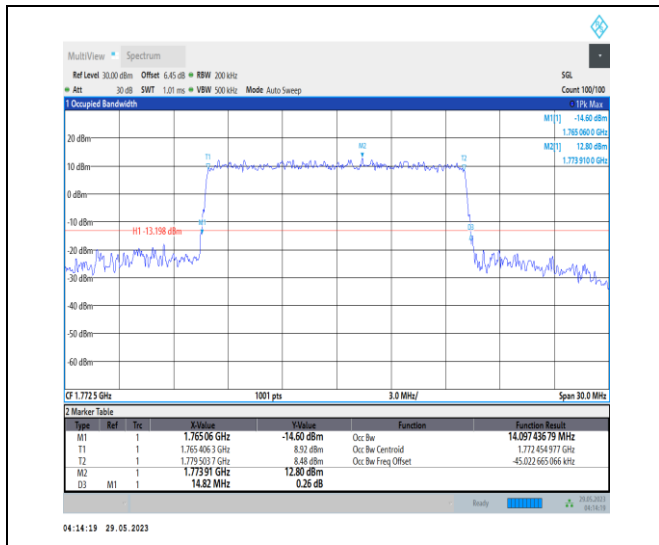 MultiView Spectrum
Ref Level 30.00 dBm Offset 6.45 dB RBW 200 kHz SGL
Att 30 dB SWT 1.01 ms VBW 500 kHz Mode Auto Sweep Count 100/100
1 Occupied Bandwidth 1Pk Max
M1[1] -14.60 dBm
1.765 060 0 GHz
M2[1] 12.80 dBm
1.773 910 0 GHz
20 dBm
M2
T1 T2
10 dBm
0 dBm
-10 dBm
M1 D3
H1 -13.198 dBm
-20 dBm
-30 dBm
-40 dBm
-50 dBm
-60 dBm
CF 1.772 5 GHz 1001 pts 3.0 MHz/ Span 30.0 MHz
2 Marker Table
Type Ref Trc X-Value Y-Value Function Function Result
M1 1 1.76506 GHz -14.60 dBm Occ Bw 14.097 436 79 MHz
T1 1 1.765 406 3 GHz 8.92 dBm Occ Bw Centroid 1.772 454 977 GHz
T2 1 1.779 503 7 GHz 8.48 dBm Occ Bw Freq Offset -45.022 665 066 kHz
M2 1 1.773 91 GHz 12.80 dBm
D3 M1 1 14.82 MHz 0.26 dB
Ready 29.05.2023
04:14:19
04:14:19 29.05.2023